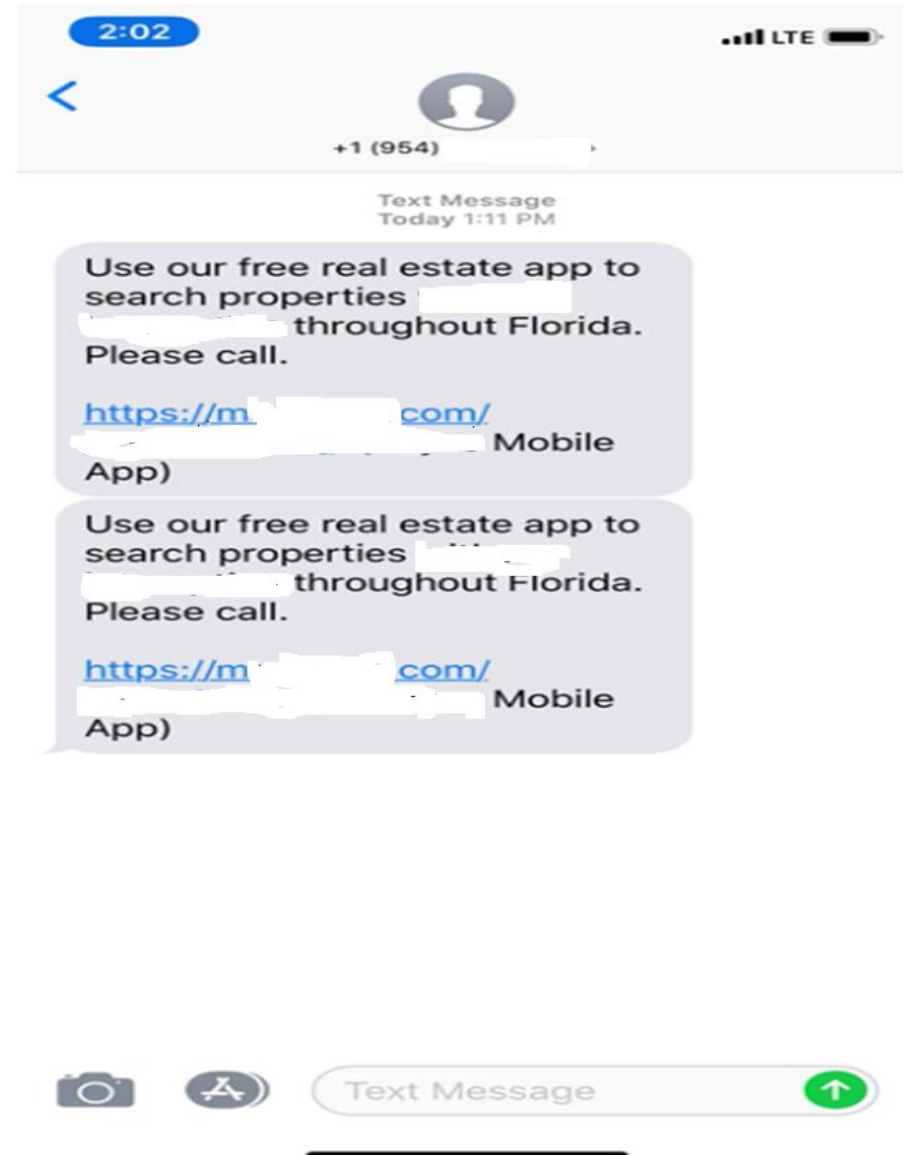 2:02
LTE
+1 (954)
Text Message
Today 1:11 PM
Use our free real estate app to
search properties
throughout Florida.
Please call.
https://m
com/
Mobile
App)
Use our free real estate app to
search properties
throughout Florida.
Please call.
https://m
.com/
Mobile
App)
Text Message